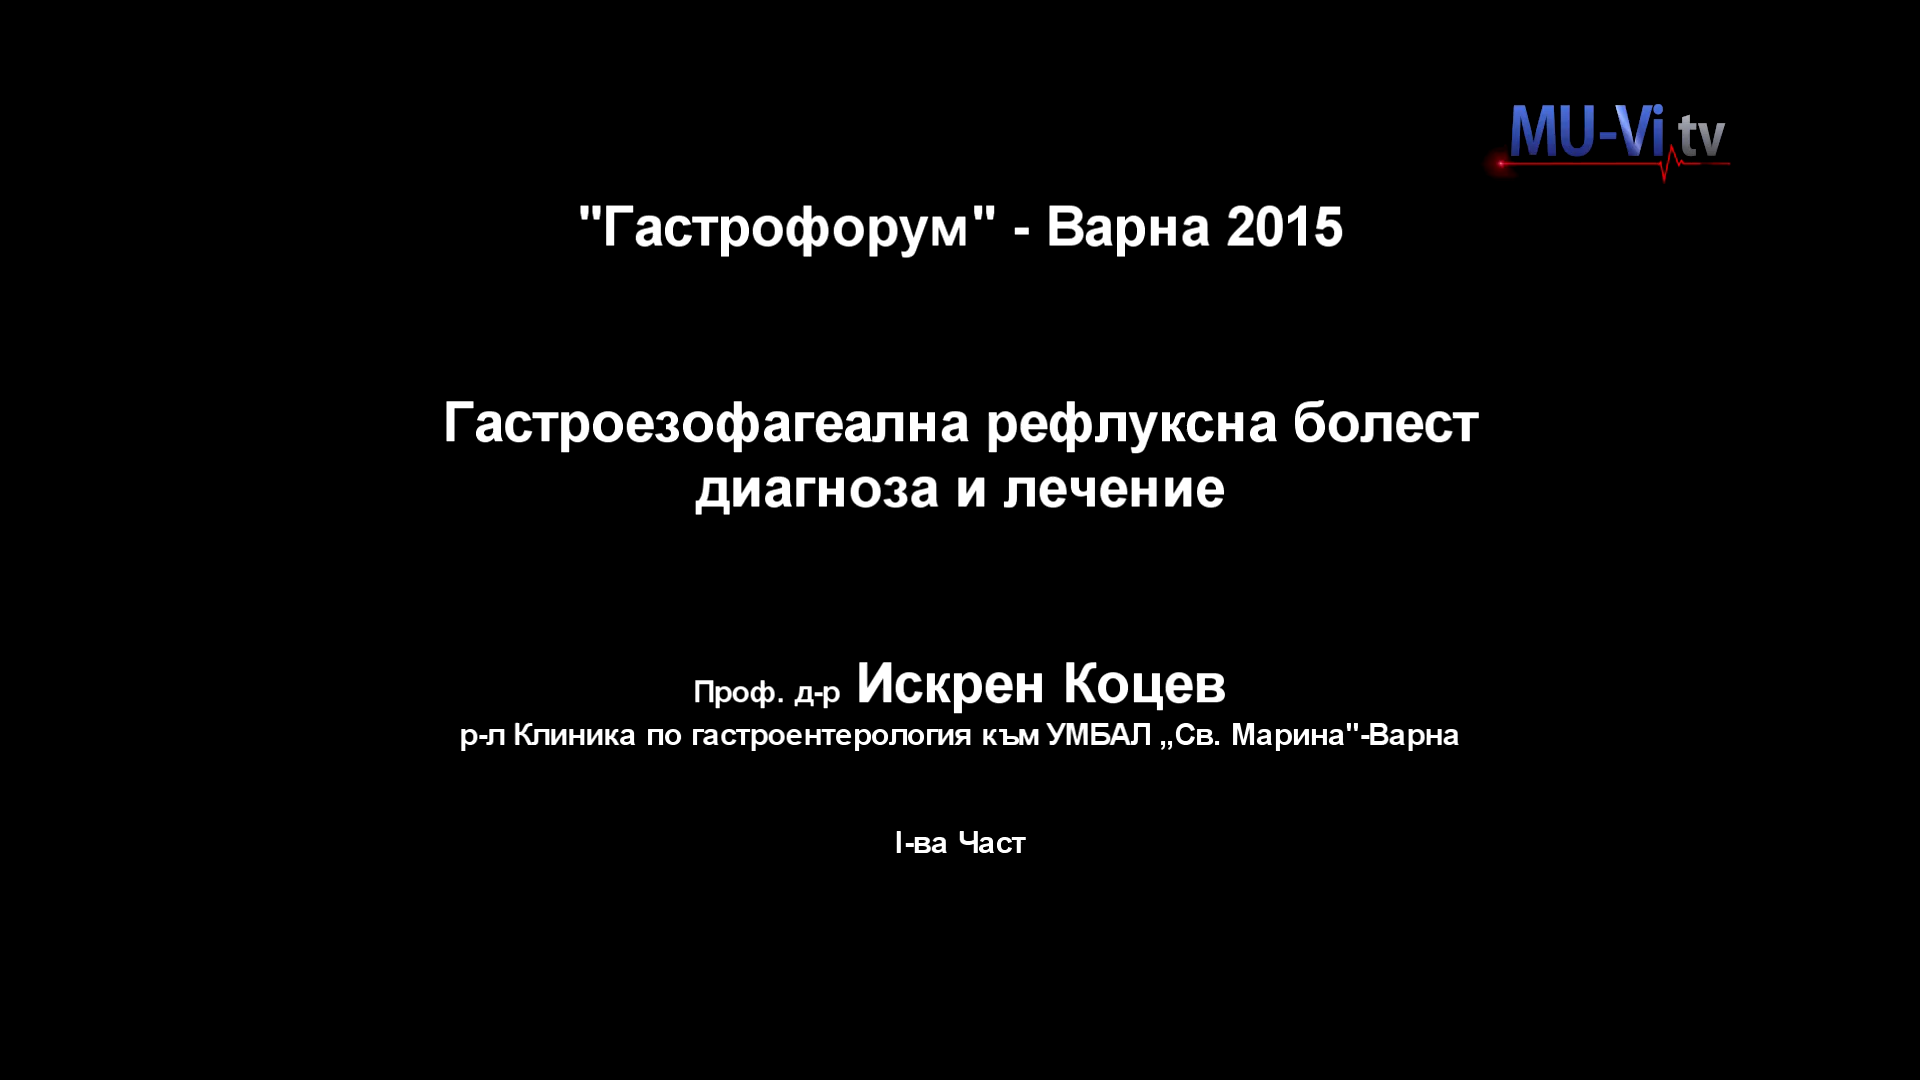 MU-Vi tv
"Гастрофорум" - Варна 2015
Гастроезофагеална рефлуксна болест
диагноза и лечение
Проф. д-р Искрен Коцев
р-л Клиника по гастроентерология към УМБАЛ „Св. Марина"-Варна
I-ва Част